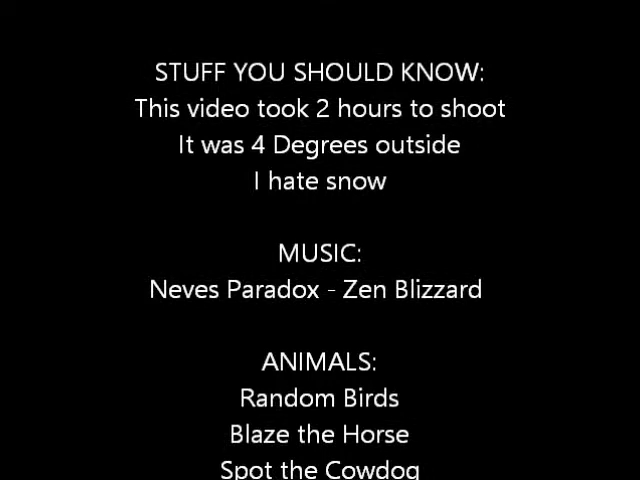 STUFF YOU SHOULD KNOW:
This video took 2 hours to shoot
It was 4 Degrees outside
I hate snow
MUSIC:
Neves Paradox - Zen Blizzard
ANIMALS:
Random Birds
Blaze the Horse
Spot the Cowdog